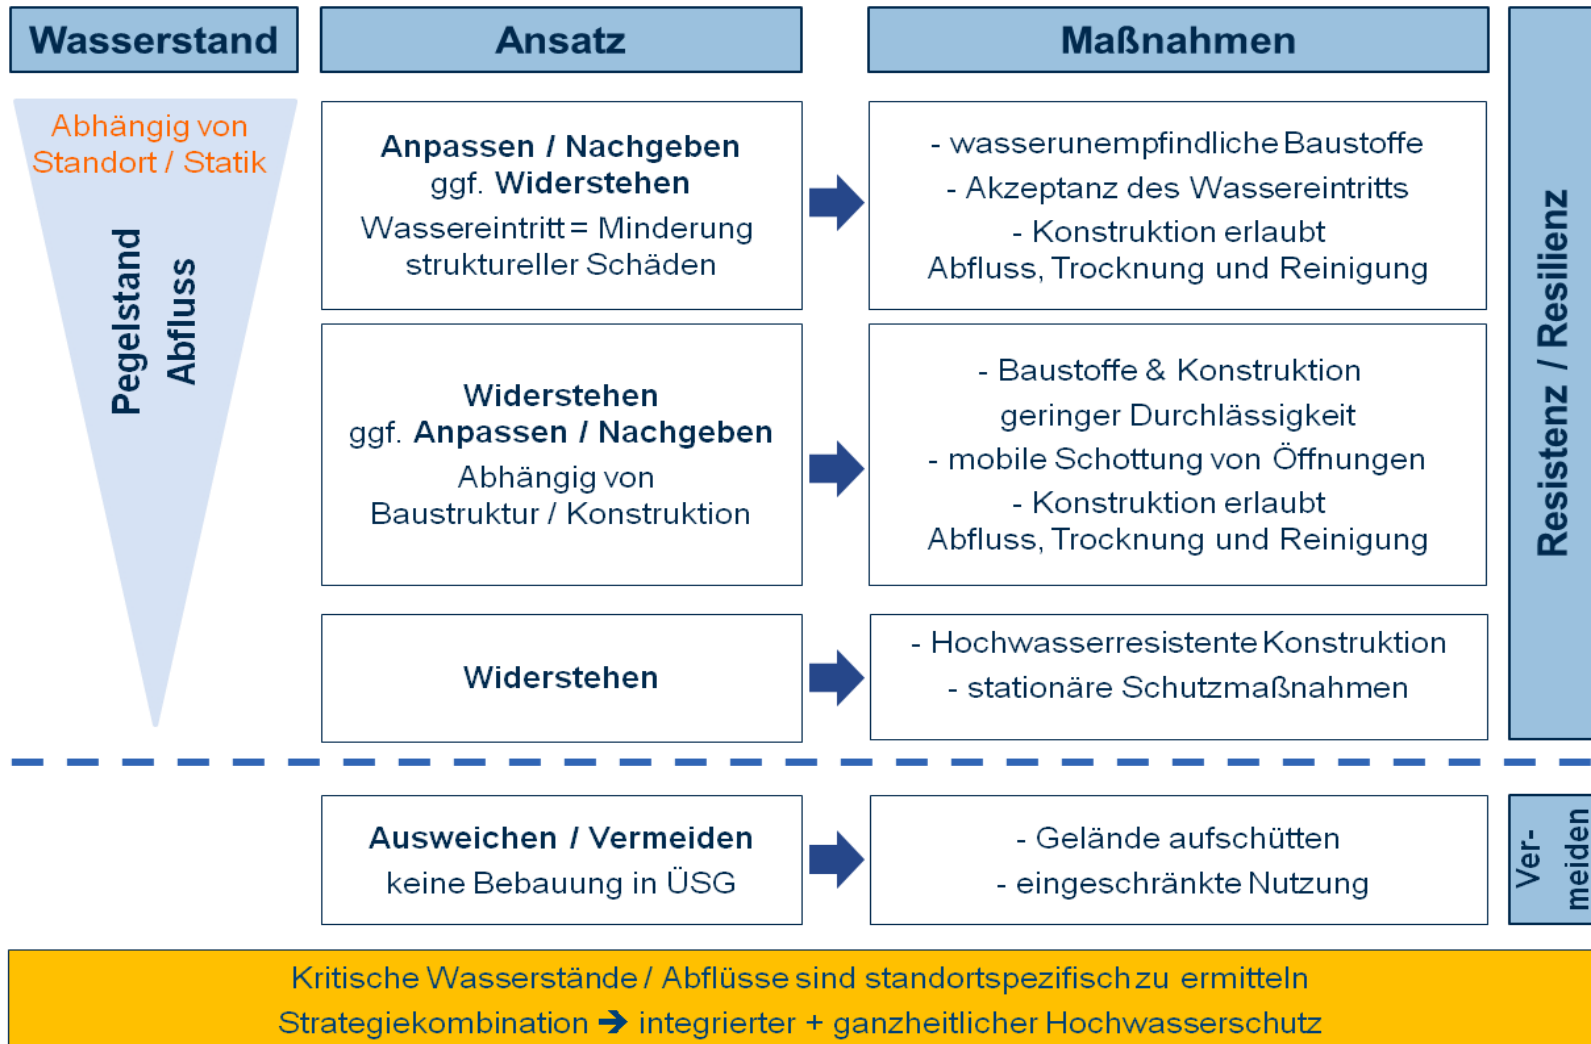 Wasserstand
Ansatz
Maßnahmen
Abhängig von
Standort / Statik
Pegelstand
Abfluss
Anpassen / Nachgeben
ggf. Widerstehen
Wassereintritt = Minderung
struktureller Schäden
- wasserunempfindliche Baustoffe
- Akzeptanz des Wassereintritts
- Konstruktion erlaubt
Abfluss, Trocknung und Reinigung
Widerstehen
ggf. Anpassen / Nachgeben
Abhängig von
Baustruktur / Konstruktion
- Baustoffe & Konstruktion
geringer Durchlässigkeit
- mobile Schottung von Öffnungen
- Konstruktion erlaubt
Abfluss, Trocknung und Reinigung
Widerstehen
- Hochwasserresistente Konstruktion
- stationäre Schutzmaßnahmen
Resistenz / Resilienz
Ausweichen / Vermeiden
keine Bebauung in ÜSG
- Gelände aufschütten
- eingeschränkte Nutzung
Ver-
meiden
Kritische Wasserstände / Abflüsse sind standortspezifisch zu ermitteln
Strategiekombination ➔ integrierter + ganzheitlicher Hochwasserschutz